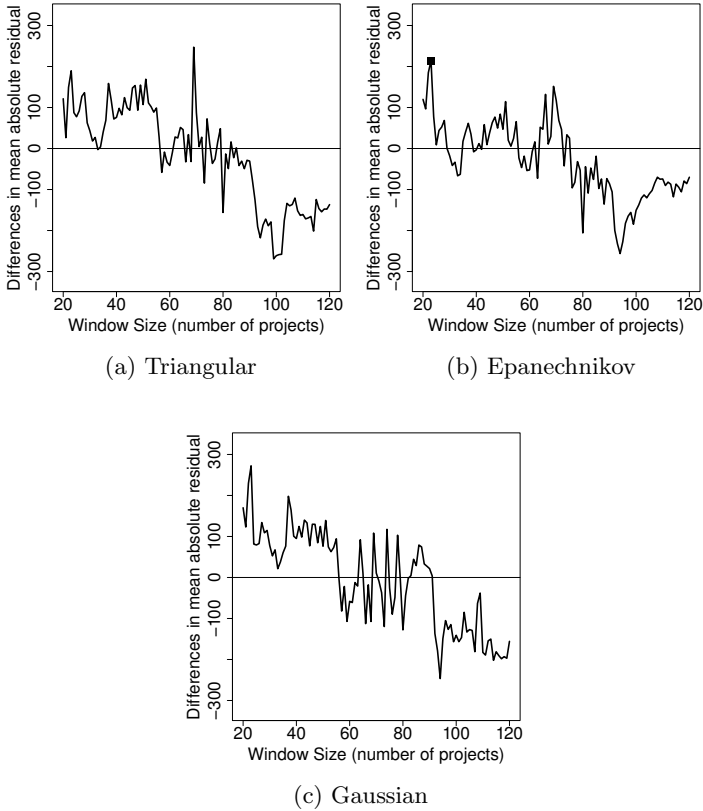 Differences in mean absolute residual
300
100
0
−100
−300
20 40 60 80 100 120
Window Size (number of projects)
(a) Triangular
Differences in mean absolute residual
300
100
0
−100
−300
20 40 60 80 100 120
Window Size (number of projects)
(b) Epanechnikov
Differences in mean absolute residual
300
100
0
−100
−300
20 40 60 80 100 120
Window Size (number of projects)
(c) Gaussian